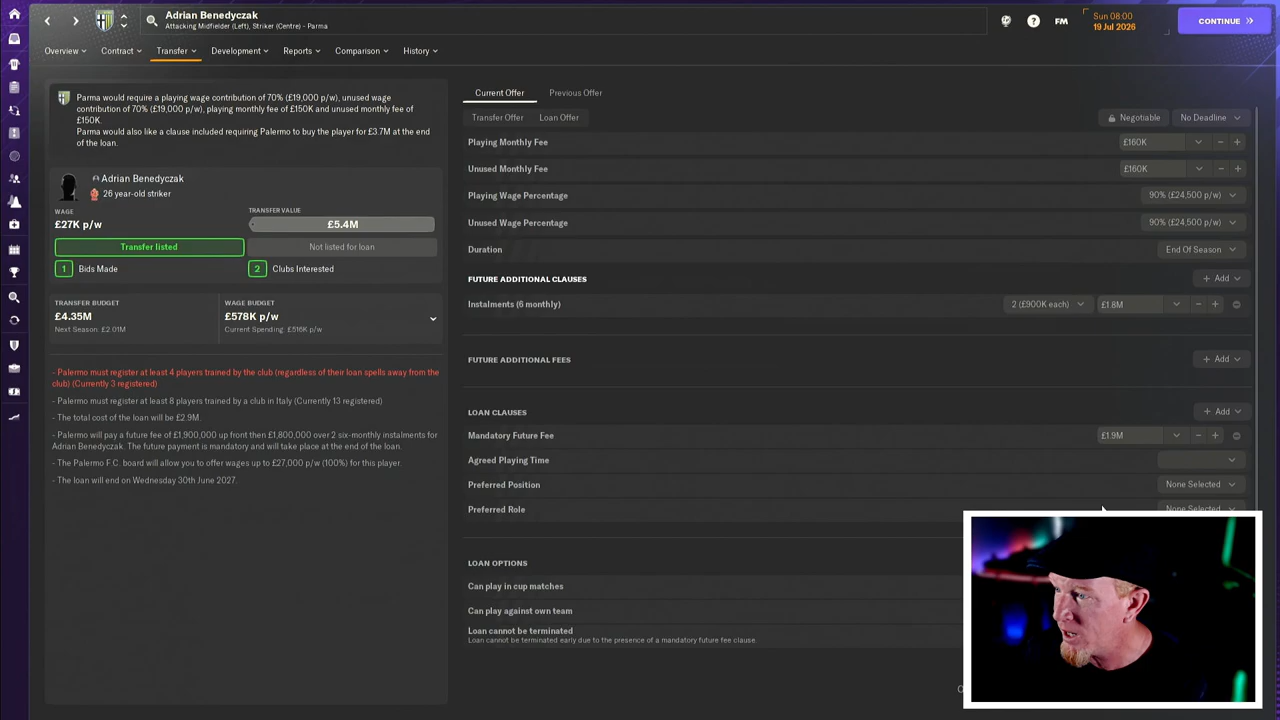 Adrian Benedyczak
Attacking Midfielder (Left), Striker (Centre) - Parma
FM
Sun 08:00
19 Jul 2026
CONTINUE
Overview
Contract
Transfer
Development
Reports
Comparison
History
Parma would require a playing wage contribution of 70% (£19,000 p/w), unused wage
contribution of 70% (£19,000 p/w), playing monthly fee of £150K and unused monthly fee of
£150K.
Parma would also like a clause included requiring Palermo to buy the player for £3.7M at the end
of the loan.
Adrian Benedyczak
26 year-old striker
WAGE
£27K p/w
TRANSFER VALUE
£5.4M
Transfer listed
Not listed for loan
1 Bids Made
2 Clubs Interested
TRANSFER BUDGET
£4.35M
Next Season: £2.01M
WAGE BUDGET
£578K p/w
Current Spending: £516K p/w
- Palermo must register at least 4 players trained by the club (regardless of their loan spells away from the
club) (Currently 3 registered)
- Palermo must register at least 8 players trained by a club in Italy (Currently 13 registered)
- The total cost of the loan will be £2.9M.
- Palermo will pay a future fee of £1,900,000 up front then £1,800,000 over 2 six-monthly instalments for
Adrian Benedyczak. The future payment is mandatory and will take place at the end of the loan.
- The Palermo F.C. board will allow you to offer wages up to £27,000 p/w (100%) for this player.
- The loan will end on Wednesday 30th June 2027.
Current Offer
Previous Offer
Transfer Offer
Loan Offer
Negotiable
No Deadline
Playing Monthly Fee
£160K
Unused Monthly Fee
£160K
Playing Wage Percentage
90% (£24,500 p/w)
Unused Wage Percentage
90% (£24,500 p/w)
Duration
End Of Season
FUTURE ADDITIONAL CLAUSES
+ Add
Instalments (6 monthly)
2 (£900K each)
£1.8M
FUTURE ADDITIONAL FEES
+ Add
LOAN CLAUSES
+ Add
Mandatory Future Fee
£1.9M
Agreed Playing Time
Preferred Position
None Selected
Preferred Role
None Selected
LOAN OPTIONS
Can play in cup matches
Can play against own team
Loan cannot be terminated
Loan cannot be terminated early due to the presence of a mandatory future fee clause.